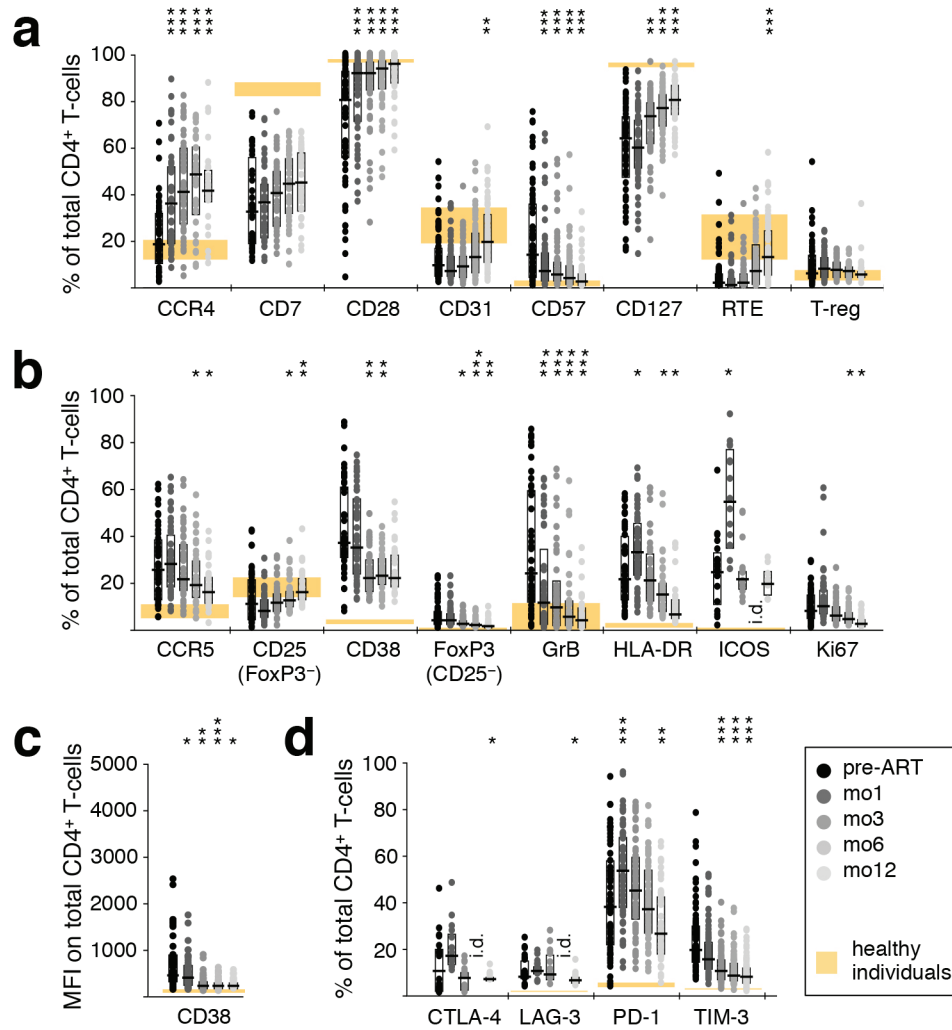 a
*** *** *** *** *** *** *** *** ** ** *** *** *** * *** *** ***
% of total CD4⁺ T-cells
100
80
60
40
20
CCR4 CD7 CD28 CD31 CD57 CD127 RTE T-reg
b
* * * ** ** ** * *** ** ** *** *** *** * ** * * * *
% of total CD4⁺ T-cells
100
80
60
40
20
i.d.
CCR5 CD25 CD38 FoxP3 GrB HLA-DR ICOS Ki67
(FoxP3⁻) (CD25⁻)
c
* ** *** *
MFI on total CD4⁺ T-cells
5000
4000
3000
2000
1000
CD38
d
* * *** ** *** *** ***
% of total CD4⁺ T-cells
100
80
60
40
20
i.d. i.d.
CTLA-4 LAG-3 PD-1 TIM-3
pre-ART
mo1
mo3
mo6
mo12
healthy
individuals